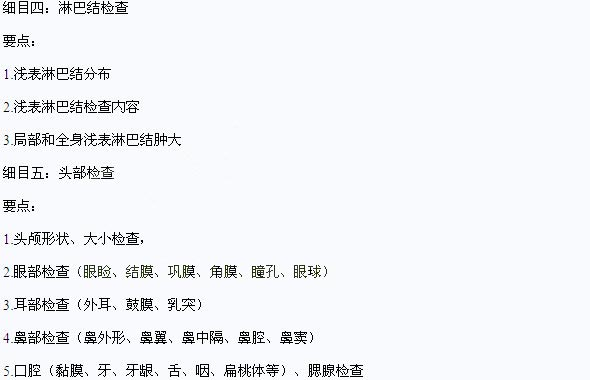 细目四：淋巴结检查
要点：
1.浅表淋巴结分布
2.浅表淋巴结检查内容
3.局部和全身浅表淋巴结肿大
细目五：头部检查
要点：
1.头颅形状、大小检查，
2.眼部检查（眼睑、结膜、巩膜、角膜、瞳孔、眼球）
3.耳部检查（外耳、鼓膜、乳突）
4.鼻部检查（鼻外形、鼻翼、鼻中隔、鼻腔、鼻窦）
5.口腔（黏膜、牙、牙龈、舌、咽、扁桃体等）、腮腺检查